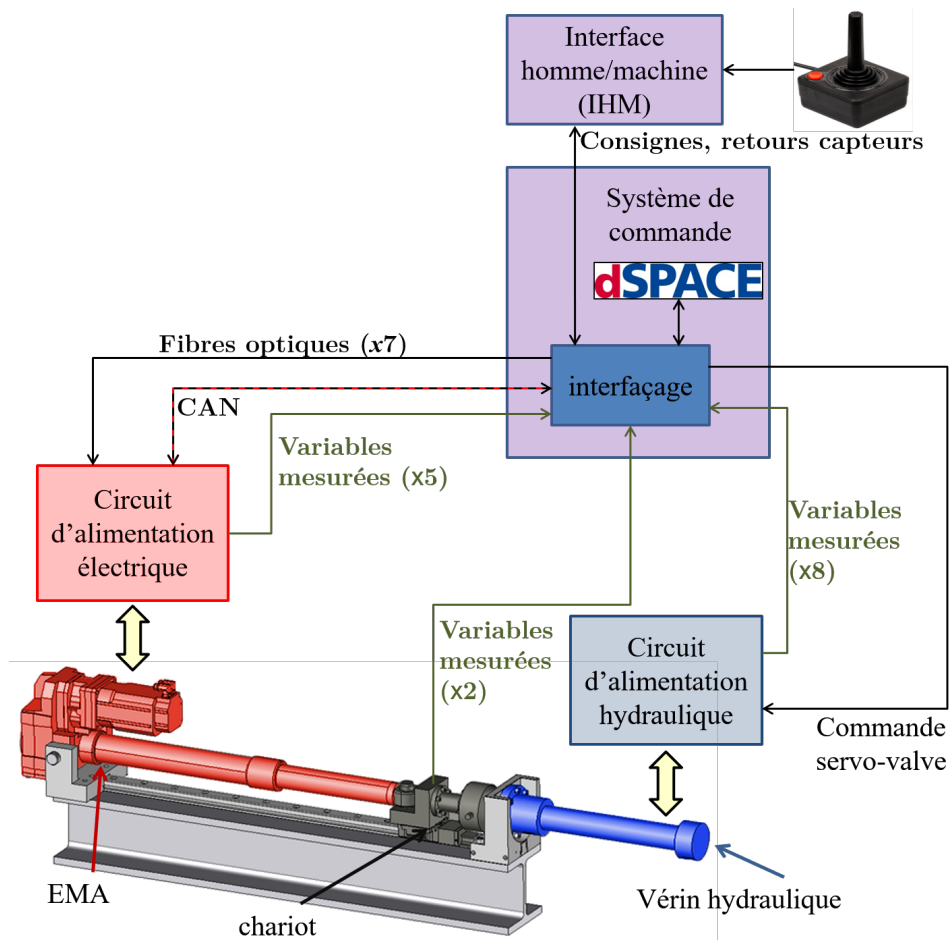 Interface
homme/machine
(IHM)
Consignes, retours capteurs
Système de
commande
dSPACE
Fibres optiques (x7)
interfaçage
CAN
Variables
mesurées (x5)
Circuit
d’alimentation
électrique
Variables
mesurées
(x8)
Variables
mesurées
(x2)
Circuit
d’alimentation
hydraulique
Commande
servo-valve
EMA
chariot
Vérin hydraulique